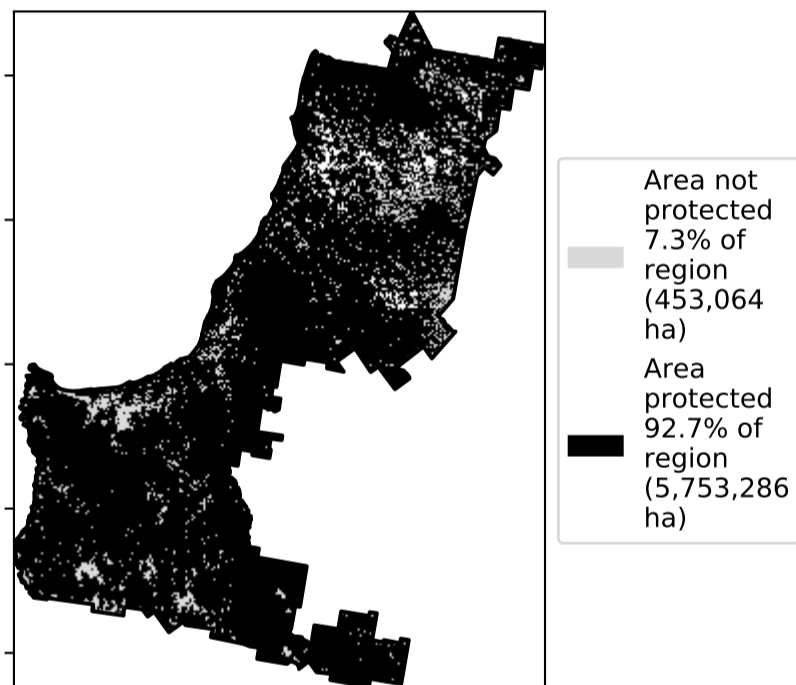 Area not
protected
7.3% of
region
(453,064
ha)
Area
protected
92.7% of
region
(5,753,286
ha)